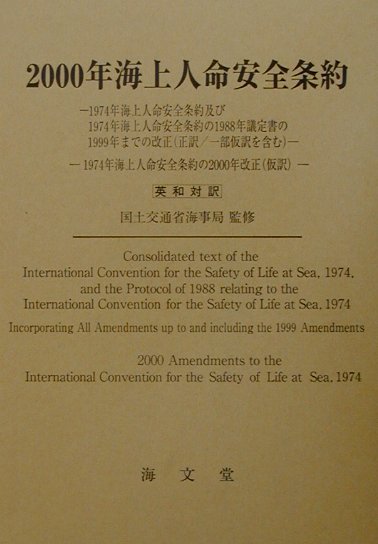 2000年海上人命安全条約
—1974年海上人命安全条約及び
1974年海上人命安全条約の1988年議定書の
1999年までの改正(正訳／一部仮訳を含む)—
— 1974年海上人命安全条約の2000年改正(仮訳) —
英和対訳
国土交通省海事局 監修
Consolidated text of the
International Convention for the Safety of Life at Sea, 1974,
and the Protocol of 1988 relating to the
International Convention for the Safety of Life at Sea, 1974
Incorporating All Amendments up to and including the 1999 Amendments
2000 Amendments to the
International Convention for the Safety of Life at Sea, 1974
海文堂